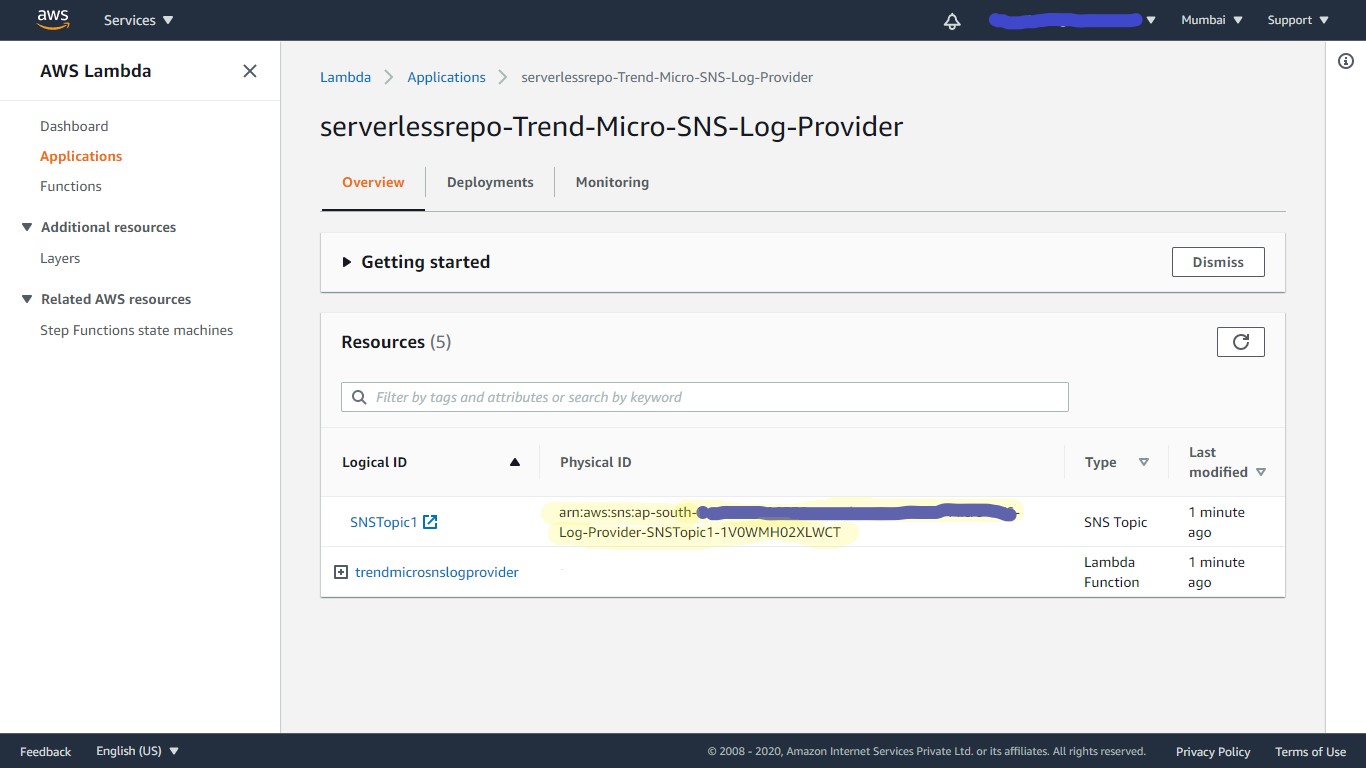 aws
Services
Mumbai
Support
AWS Lambda
Dashboard
Applications
Functions
Additional resources
Layers
Related AWS resources
Step Functions state machines
Lambda
Applications
serverlessrepo-Trend-Micro-SNS-Log-Provider
serverlessrepo-Trend-Micro-SNS-Log-Provider
Overview
Deployments
Monitoring
Getting started
Dismiss
Resources (5)
Filter by tags and attributes or search by keyword
Logical ID
Physical ID
Type
Last
modified
SNSTopic1
arn:aws:sns:ap-south-
Log-Provider-SNSTopic1-1V0WMH02XLWCT
SNS Topic
1 minute
ago
trendmicrosnslogprovider
Lambda
Function
1 minute
ago
Feedback
English (US)
© 2008 - 2020, Amazon Internet Services Private Ltd. or its affiliates. All rights reserved.
Privacy Policy
Terms of Use